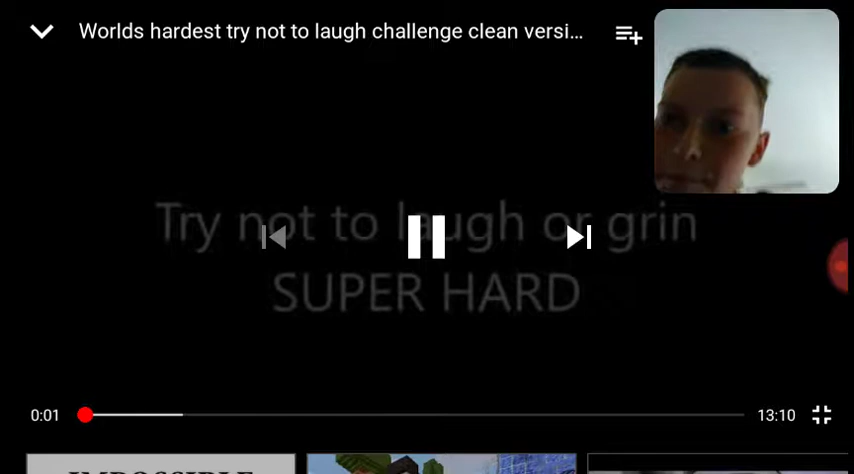 Worlds hardest try not to laugh challenge clean versi...
Try not to laugh or grin
SUPER HARD
0:01
13:10
IMPOSSIBLE